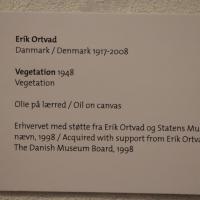 Erik Ortvad
Danmark / Denmark 1917-2008
Vegetation 1948
Vegetation
Olie på lærred / Oil on canvas
Erhvervet med støtte fra Erik Ortvad og Statens Mu
nævn, 1998 / Acquired with support from Erik Ortva
The Danish Museum Board, 1998